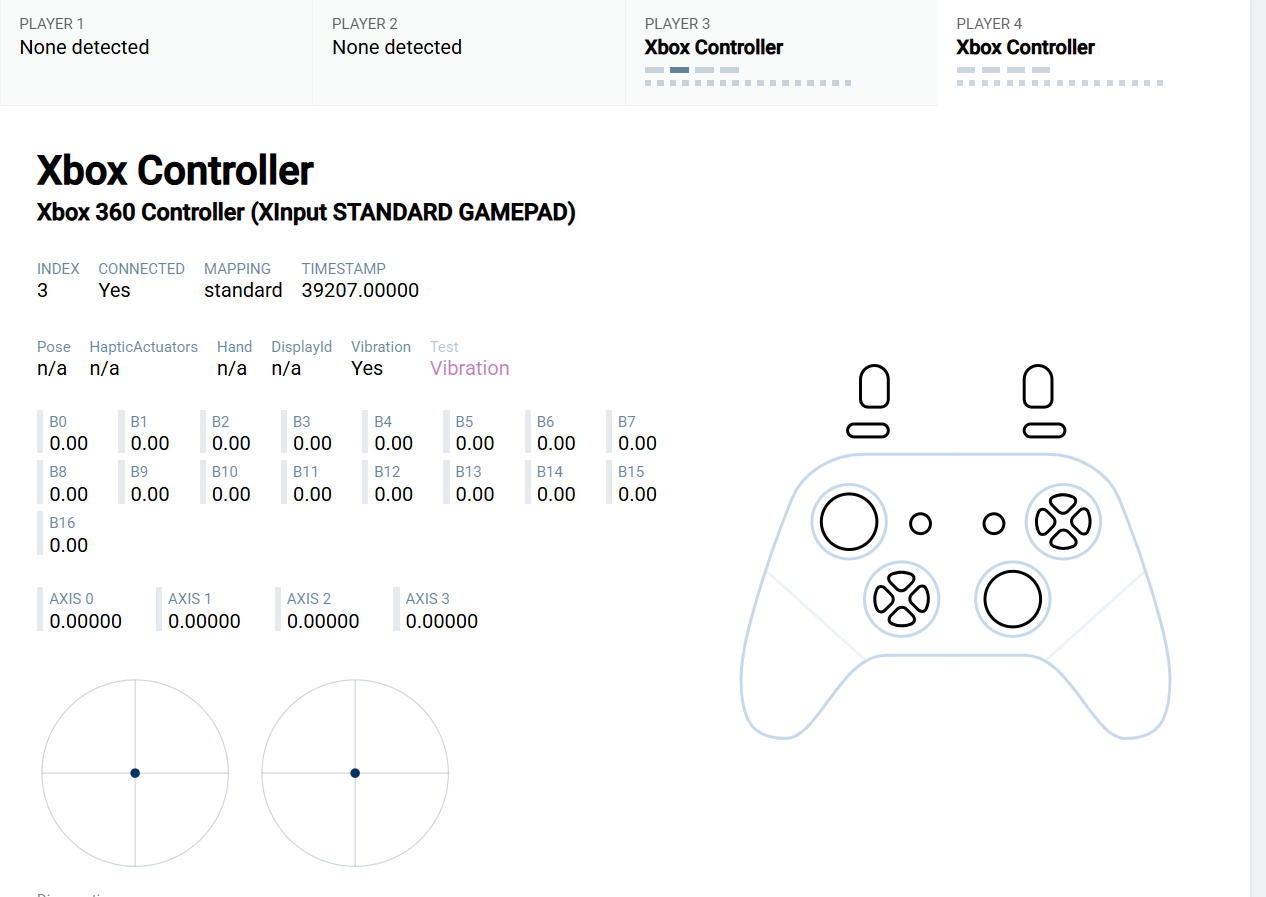 PLAYER 1 PLAYER 2 PLAYER 3 PLAYER 4
None detected None detected Xbox Controller Xbox Controller
Xbox Controller
Xbox 360 Controller (XInput STANDARD GAMEPAD)
INDEX CONNECTED MAPPING TIMESTAMP
3 Yes standard 39207.00000
Pose HapticActuators Hand DisplayId Vibration Test
n/a n/a n/a n/a Yes Vibration
B0 B1 B2 B3 B4 B5 B6 B7
0.00 0.00 0.00 0.00 0.00 0.00 0.00 0.00
B8 B9 B10 B11 B12 B13 B14 B15
0.00 0.00 0.00 0.00 0.00 0.00 0.00 0.00
B16
0.00
AXIS 0 AXIS 1 AXIS 2 AXIS 3
0.00000 0.00000 0.00000 0.00000